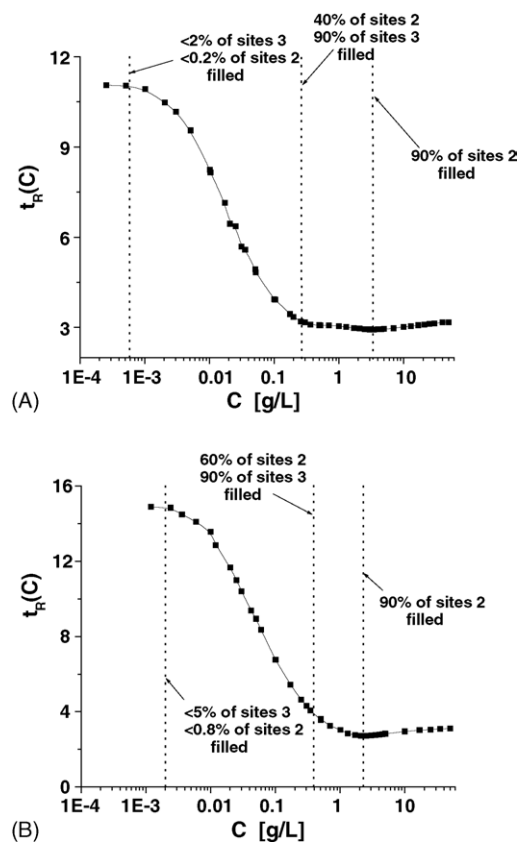 (A)
<2% of sites 3
<0.2% of sites 2
filled
40% of sites 2
90% of sites 3
filled
90% of sites 2
filled
t_R(C)
12
9
6
3
1E-4 1E-3 0.01 0.1 1 10
C [g/L]
(B)
60% of sites 2
90% of sites 3
filled
90% of sites 2
filled
<5% of sites 3
<0.8% of sites 2
filled
t_R(C)
16
12
8
4
0
1E-4 1E-3 0.01 0.1 1 10
C [g/L]